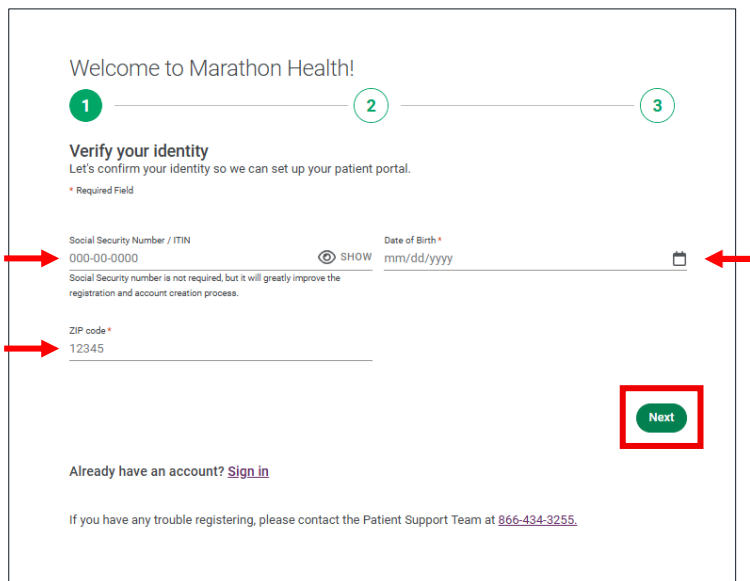 Welcome to Marathon Health!
1 2 3
Verify your identity
Let's confirm your identity so we can set up your patient portal.
* Required Field
Social Security Number / ITIN Date of Birth *
000-00-0000 SHOW mm/dd/yyyy
Social Security number is not required, but it will greatly improve the
registration and account creation process.
ZIP code *
12345
Next
Already have an account? Sign in
If you have any trouble registering, please contact the Patient Support Team at 866-434-3255.